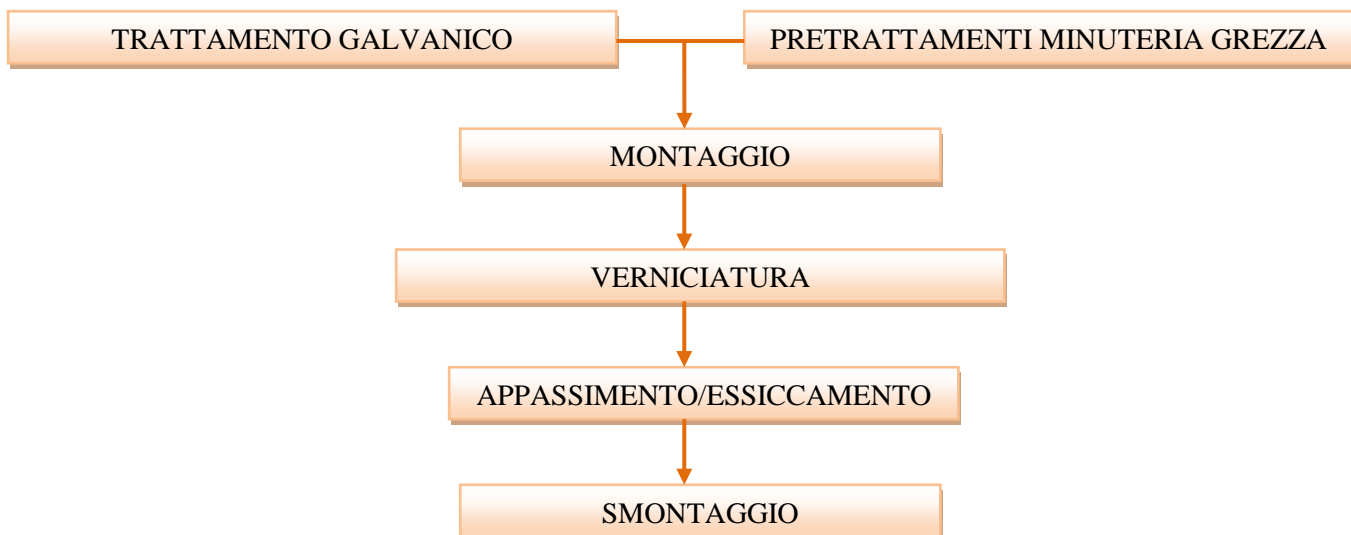 TRATTAMENTO GALVANICO
PRETRATTAMENTI MINUTERIA GREZZA
MONTAGGIO
VERNICIATURA
APPASSIMENTO/ESSICCAMENTO
SMONTAGGIO